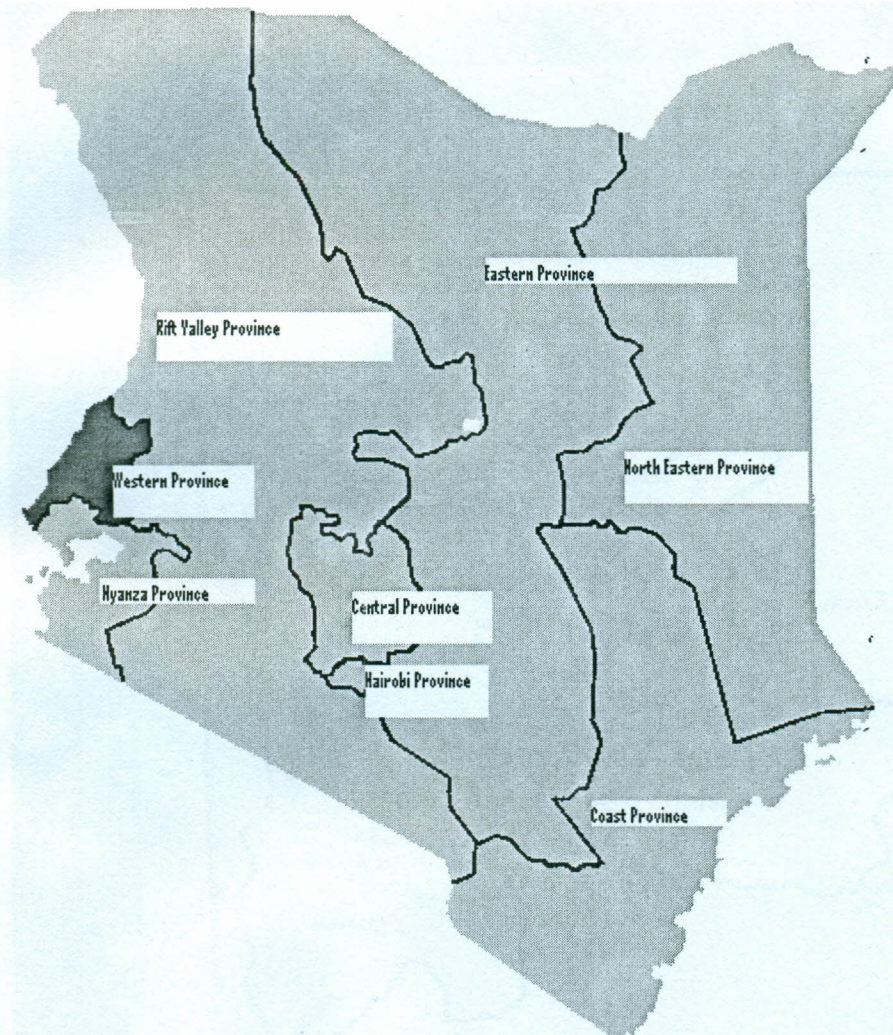 Eastern Province
Rift Valley Province
North Eastern Province
Western Province
Nyanza Province
Central Province
Nairobi Province
Coast Province